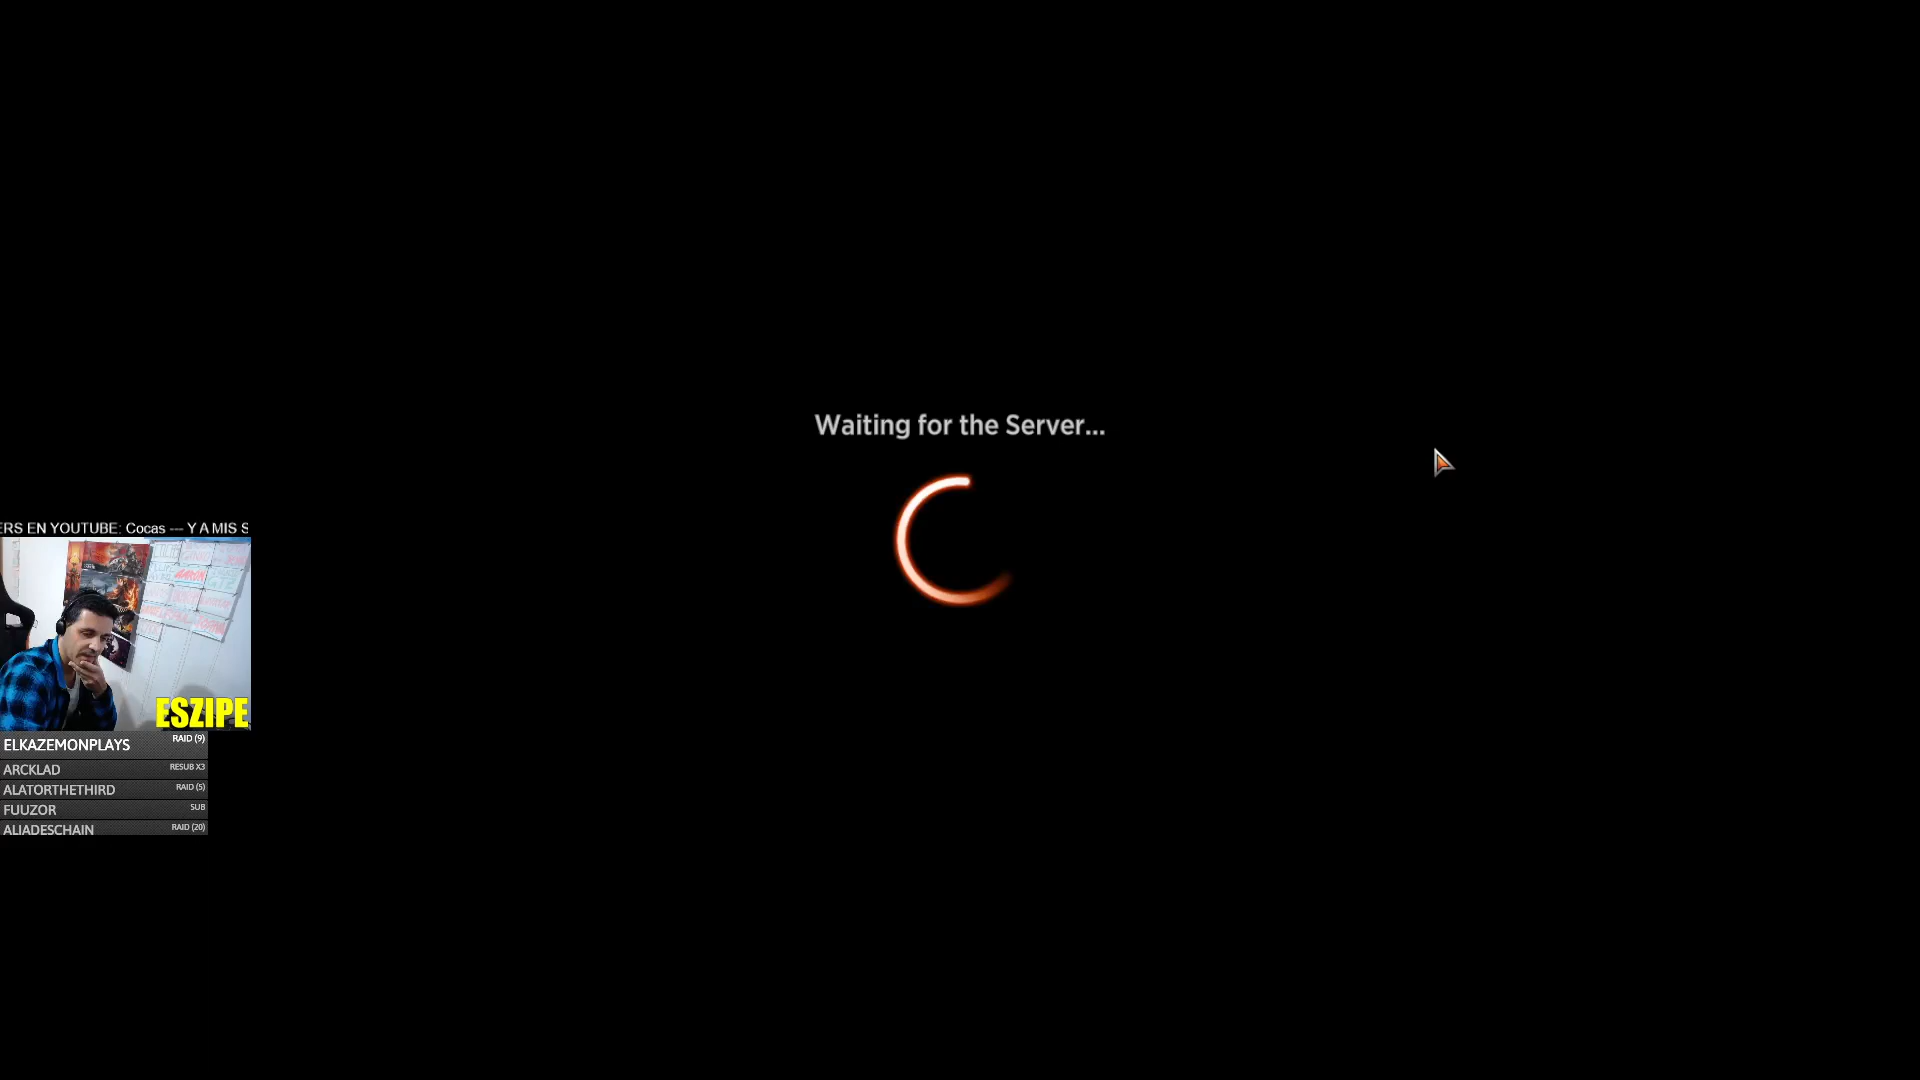 Waiting for the Server...
ERS EN YOUTUBE: Cocas --- Y A MIS S
AARON
ESZIPE
ELKAZEMONPLAYS RAID (9)
ARCKLAD RESUB X3
ALATORTHETHIRD RAID (5)
FUUZOR SUB
ALIADESCHAIN RAID (20)